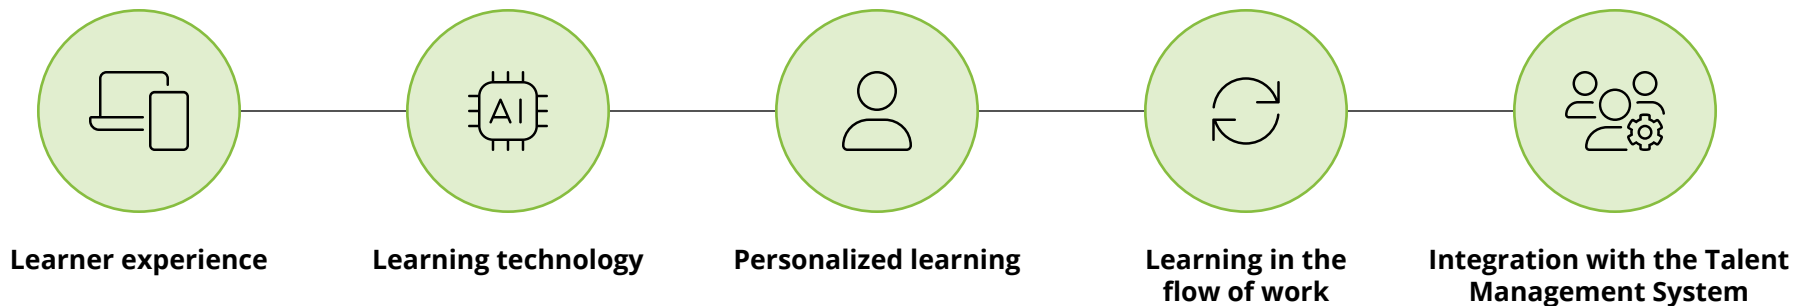 AI
Learner experience
Learning technology
Personalized learning
Learning in the
flow of work
Integration with the Talent
Management System